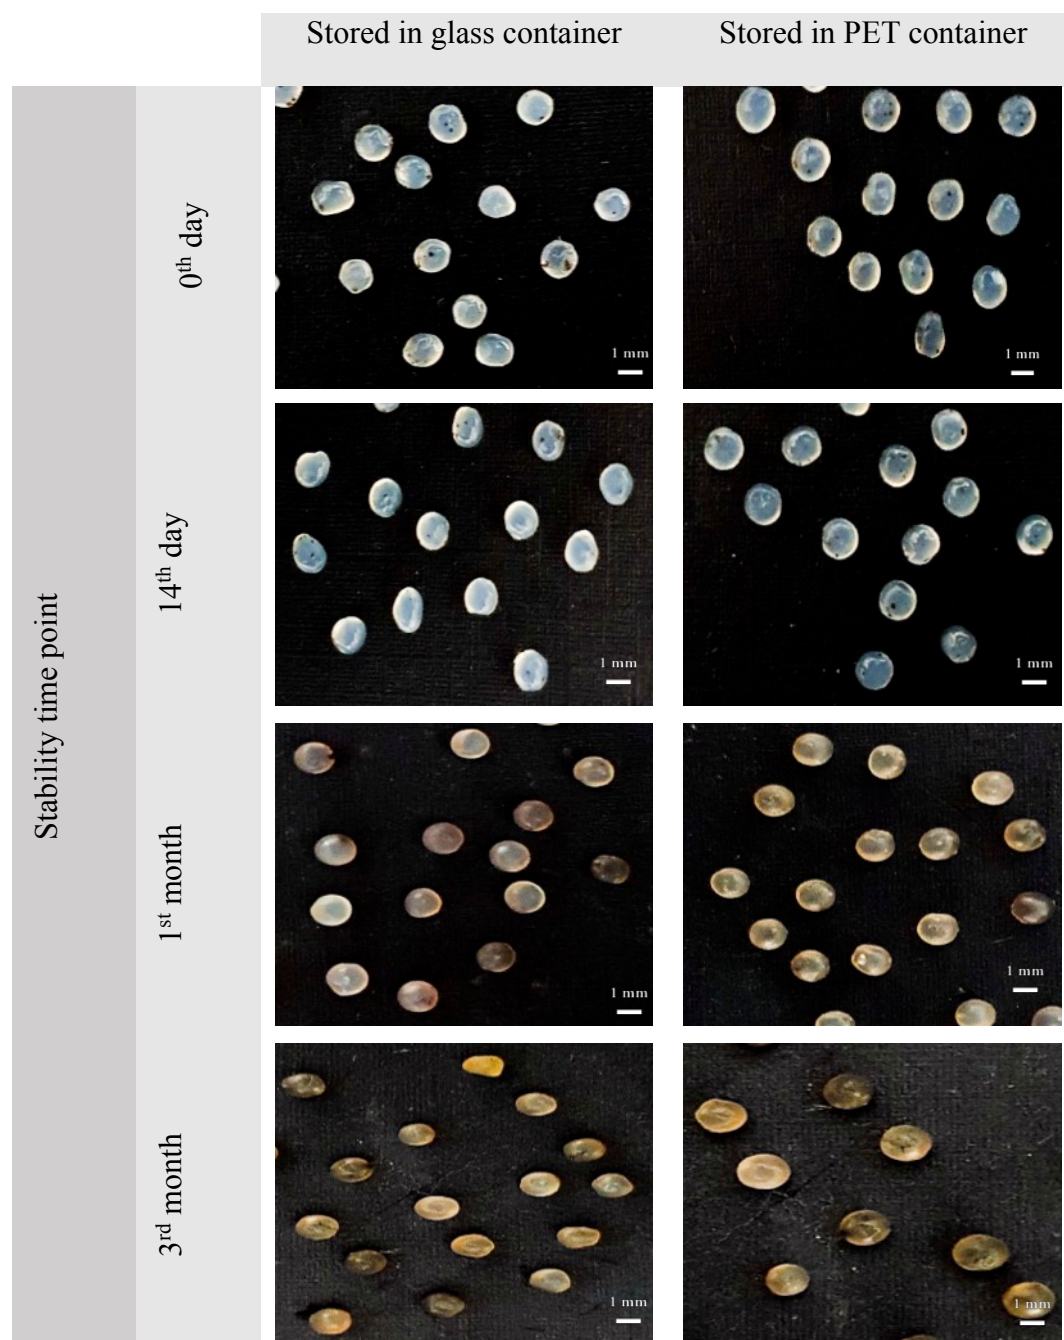 Stored in glass container
Stored in PET container
Stability time point
0th day
1 mm
1 mm
14th day
1 mm
1 mm
1st month
1 mm
1 mm
3rd month
1 mm
1 mm